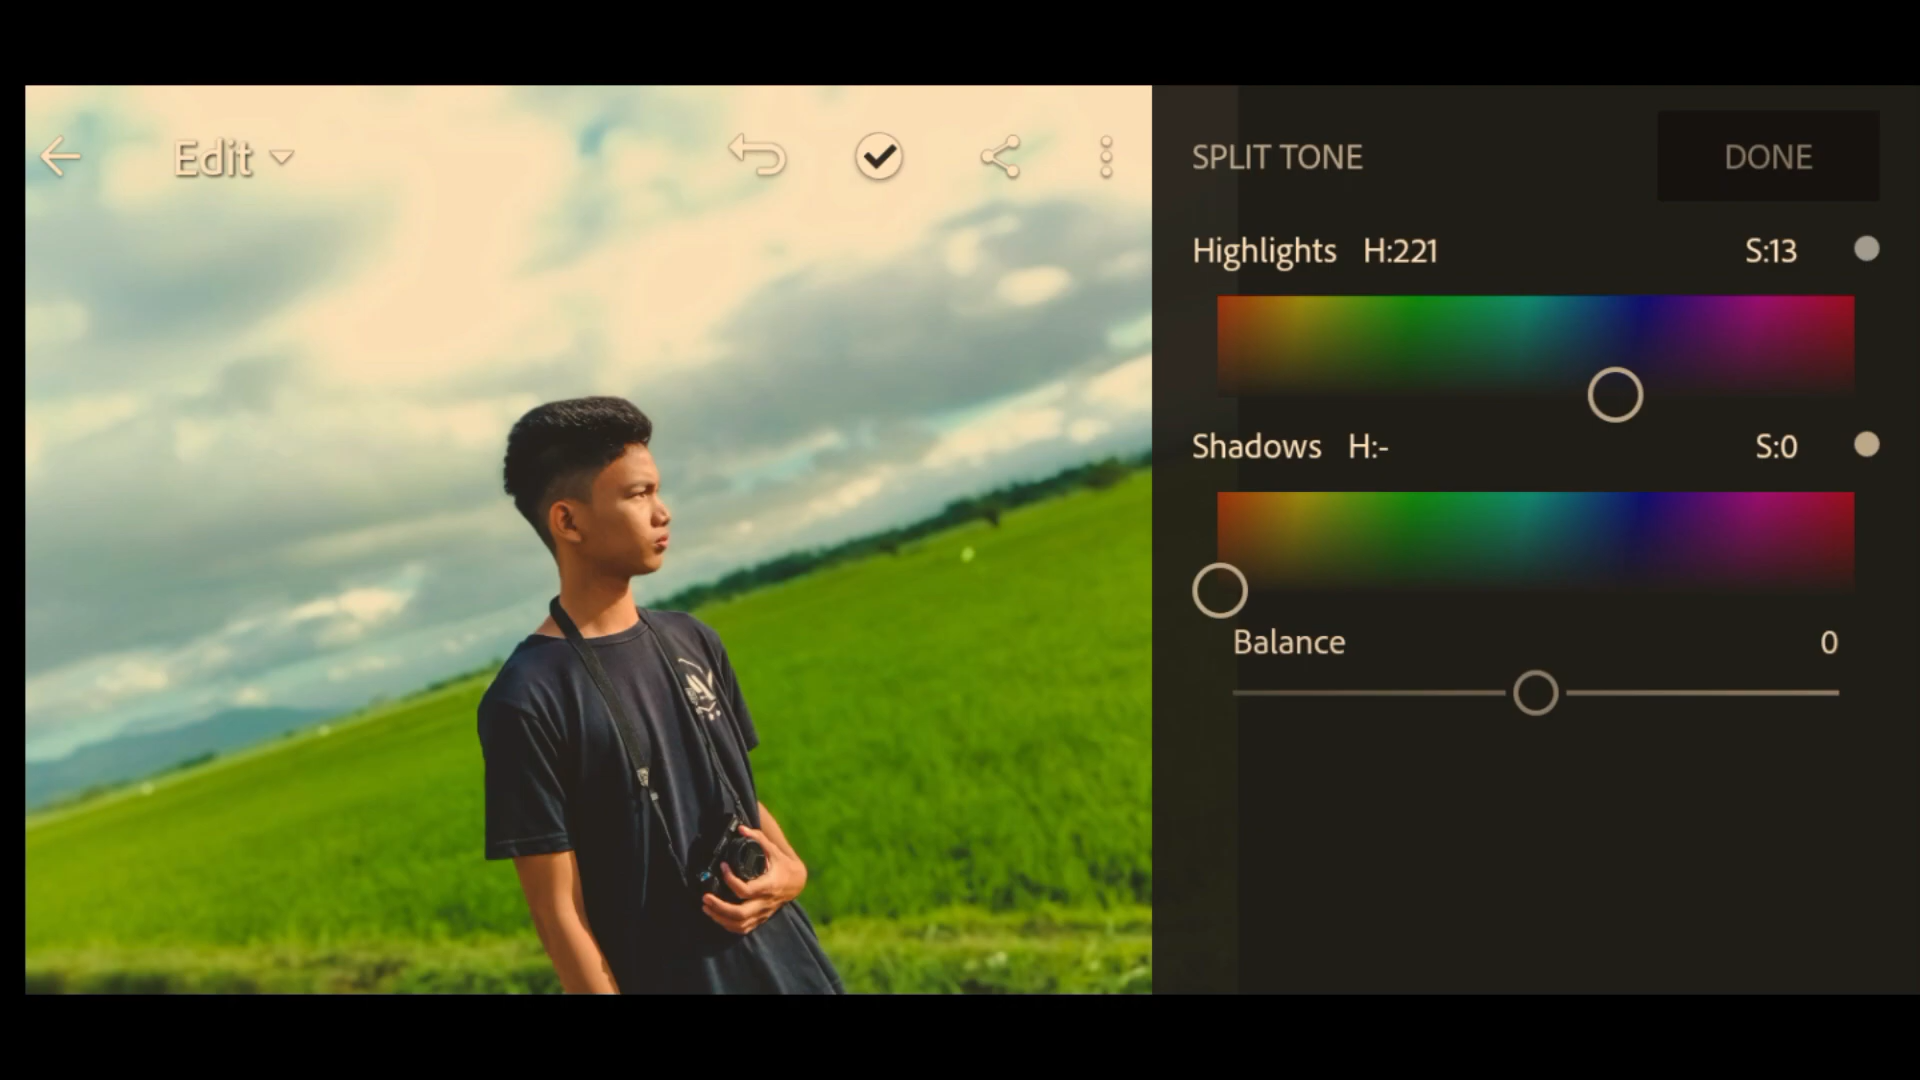 Edit
SPLIT TONE
DONE
Highlights H:221 S:13
Shadows H:- S:0
Balance 0